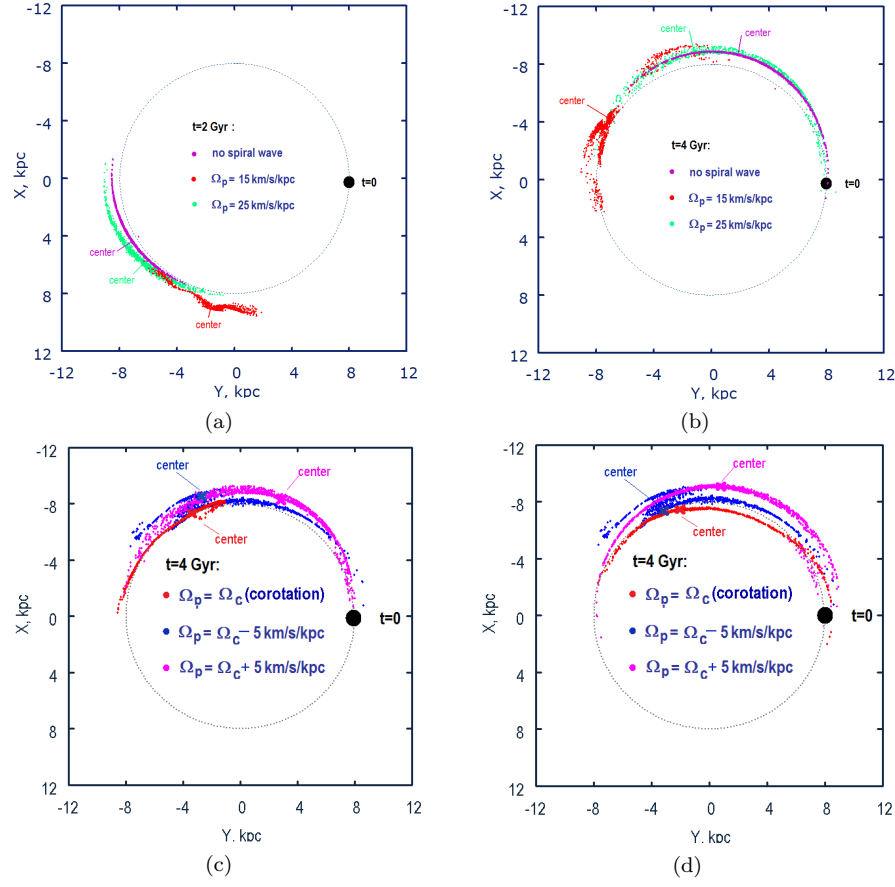 -12
-8
-4
0
4
8
12
X, kpc
center
center
center
t=2 Gyr :
no spiral wave
Ωp = 15 km/s/kpc
Ωp = 25 km/s/kpc
t=0
-12 -8 -4 0 4 8 12
Y, kpc
(a)
-12
-8
-4
0
4
8
12
X, kpc
center
center
center
t=4 Gyr:
no spiral wave
Ωp = 15 km/s/kpc
Ωp = 25 km/s/kpc
t=0
-12 -8 -4 0 4 8 12
Y, kpc
(b)
-12
-8
-4
0
4
8
12
X, kpc
center
center
center
t=4 Gyr:
Ωp = Ωc (corotation)
Ωp = Ωc − 5 km/s/kpc
Ωp = Ωc + 5 km/s/kpc
t=0
-12 -8 -4 0 4 8 12
Y, kpc
(c)
-12
-8
-4
0
4
8
12
X, kpc
center
center
center
t=4 Gyr:
Ωp = Ωc (corotation)
Ωp = Ωc − 5 km/s/kpc
Ωp = Ωc + 5 km/s/kpc
t=0
-12 -8 -4 0 4 8 12
Y, kpc
(d)